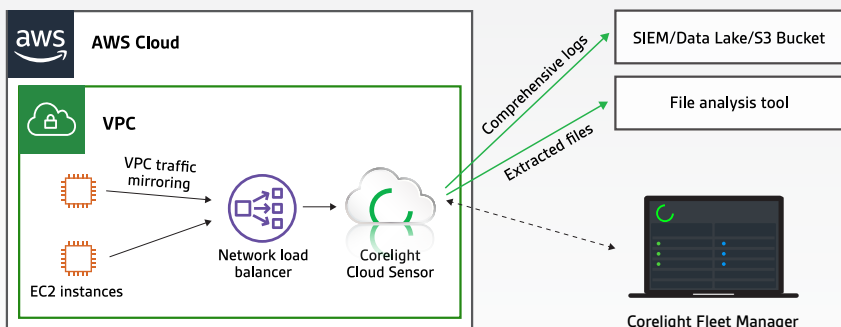 aws
AWS Cloud
VPC
VPC traffic
mirroring
EC2 instances
Network load
balancer
Corelight
Cloud Sensor
Comprehensive logs
Extracted files
SIEM/Data Lake/S3 Bucket
File analysis tool
Corelight Fleet Manager